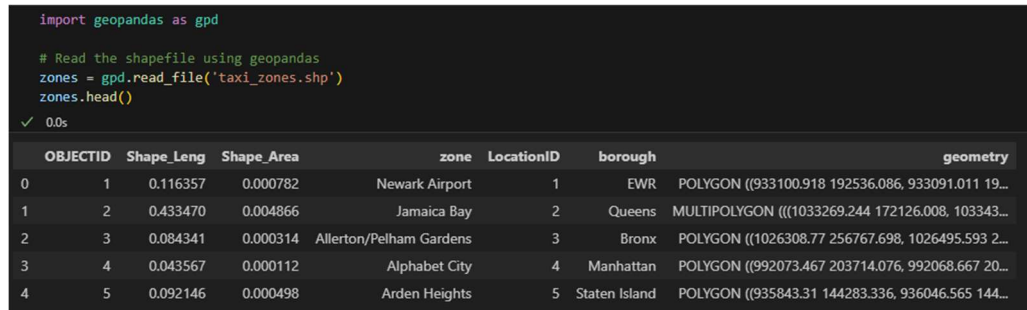 import geopandas as gpd
# Read the shapefile using geopandas
zones = gpd.read_file('taxi_zones.shp')
zones.head()
✓ 0.0s
OBJECTID Shape_Leng Shape_Area zone LocationID borough geometry
0 1 0.116357 0.000782 Newark Airport 1 EWR POLYGON ((933100.918 192536.086, 933091.011 19...
1 2 0.433470 0.004866 Jamaica Bay 2 Queens MULTIPOLYGON (((1033269.244 172126.008, 103343...
2 3 0.084341 0.000314 Allerton/Pelham Gardens 3 Bronx POLYGON ((1026308.77 256767.698, 1026495.593 2...
3 4 0.043567 0.000112 Alphabet City 4 Manhattan POLYGON ((992073.467 203714.076, 992068.667 20...
4 5 0.092146 0.000498 Arden Heights 5 Staten Island POLYGON ((935843.31 144283.336, 936046.565 144...